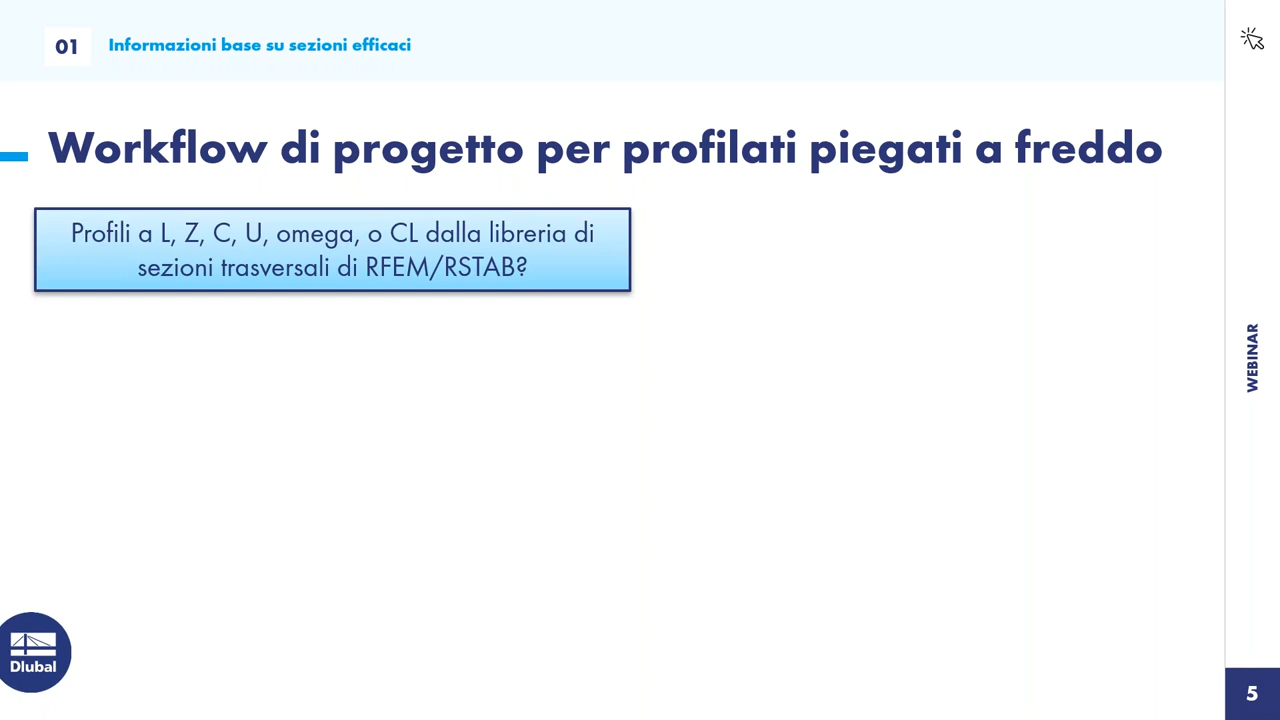 01
Informazioni base su sezioni efficaci
Workflow di progetto per profilati piegati a freddo
Profili a L, Z, C, U, omega, o CL dalla libreria di
sezioni trasversali di RFEM/RSTAB?
WEBINAR
Dlubal
5